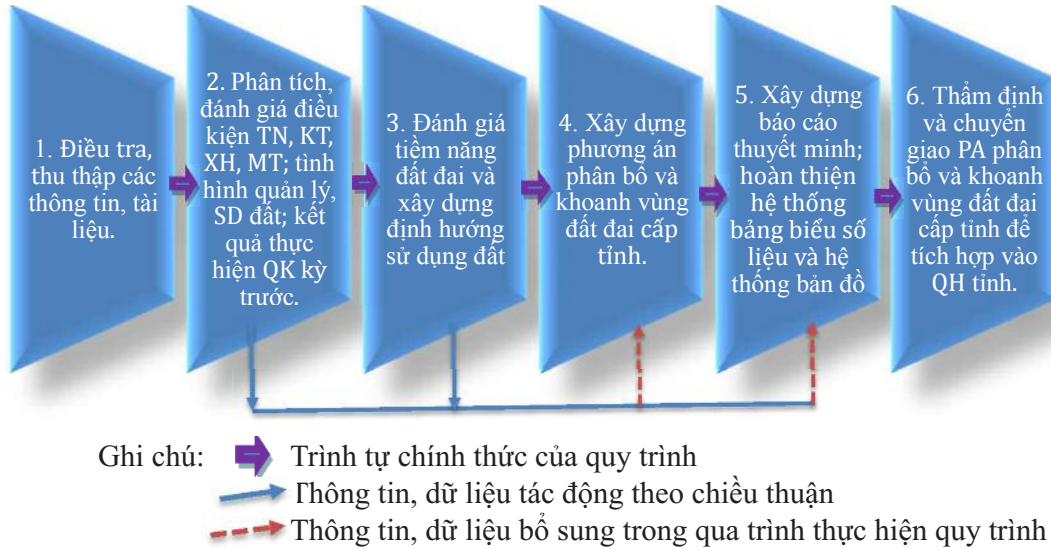 1. Điều tra,
thu thập các
thông tin, tài
liệu.
2. Phân tích,
đánh giá điều
kiện TN, KT,
XH, MT; tình
hình quản lý,
SD đất; kết
quả thực
hiện QK kỳ
trước.
3. Đánh giá
tiềm năng
đất đai và
xây dựng
định hướng
sử dụng đất
4. Xây dựng
phương án
phân bổ và
khoanh vùng
đất đai cấp
tỉnh.
5. Xây dựng
báo cáo
thuyết minh;
hoàn thiện
hệ thống
bảng biểu số
liệu và hệ
thống bản đồ
6. Thẩm định
và chuyển
giao PA phân
bổ và khoanh
vùng đất đai
cấp tỉnh để
tích hợp vào
QH tỉnh.
Ghi chú:
Trình tự chính thức của quy trình
Thông tin, dữ liệu tác động theo chiều thuận
Thông tin, dữ liệu bổ sung trong qua trình thực hiện quy trình